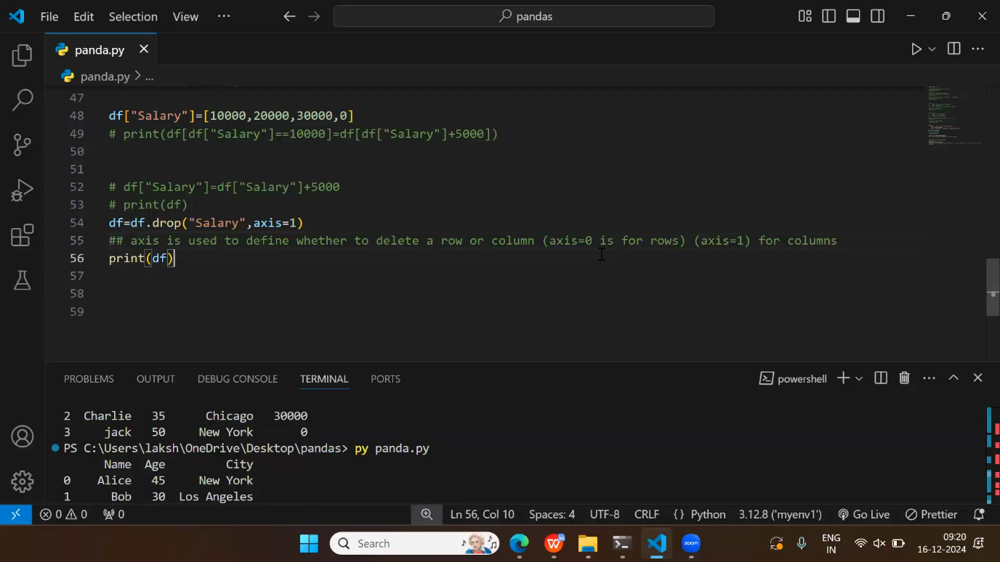 File Edit Selection View ··· pandas
panda.py
panda.py > ...
47
48 df["Salary"]=[10000,20000,30000,0]
49 # print(df[df["Salary"]==10000]=df[df["Salary"]+5000])
50
51
52 # df["Salary"]=df["Salary"]+5000
53 # print(df)
54 df=df.drop("Salary",axis=1)
55 ## axis is used to define whether to delete a row or column (axis=0 is for rows) (axis=1) for columns
56 print(df)
57
58
59
PROBLEMS OUTPUT DEBUG CONSOLE TERMINAL PORTS powershell
2 Charlie 35 Chicago 30000
3 jack 50 New York 0
PS C:\Users\laksh\OneDrive\Desktop\pandas> py panda.py
Name Age City
0 Alice 45 New York
1 Bob 30 Los Angeles
0 0 0 Ln 56, Col 10 Spaces: 4 UTF-8 CRLF {} Python 3.12.8 ('myenv1') Go Live Prettier
Search zoom ENG IN 09:20 16-12-2024